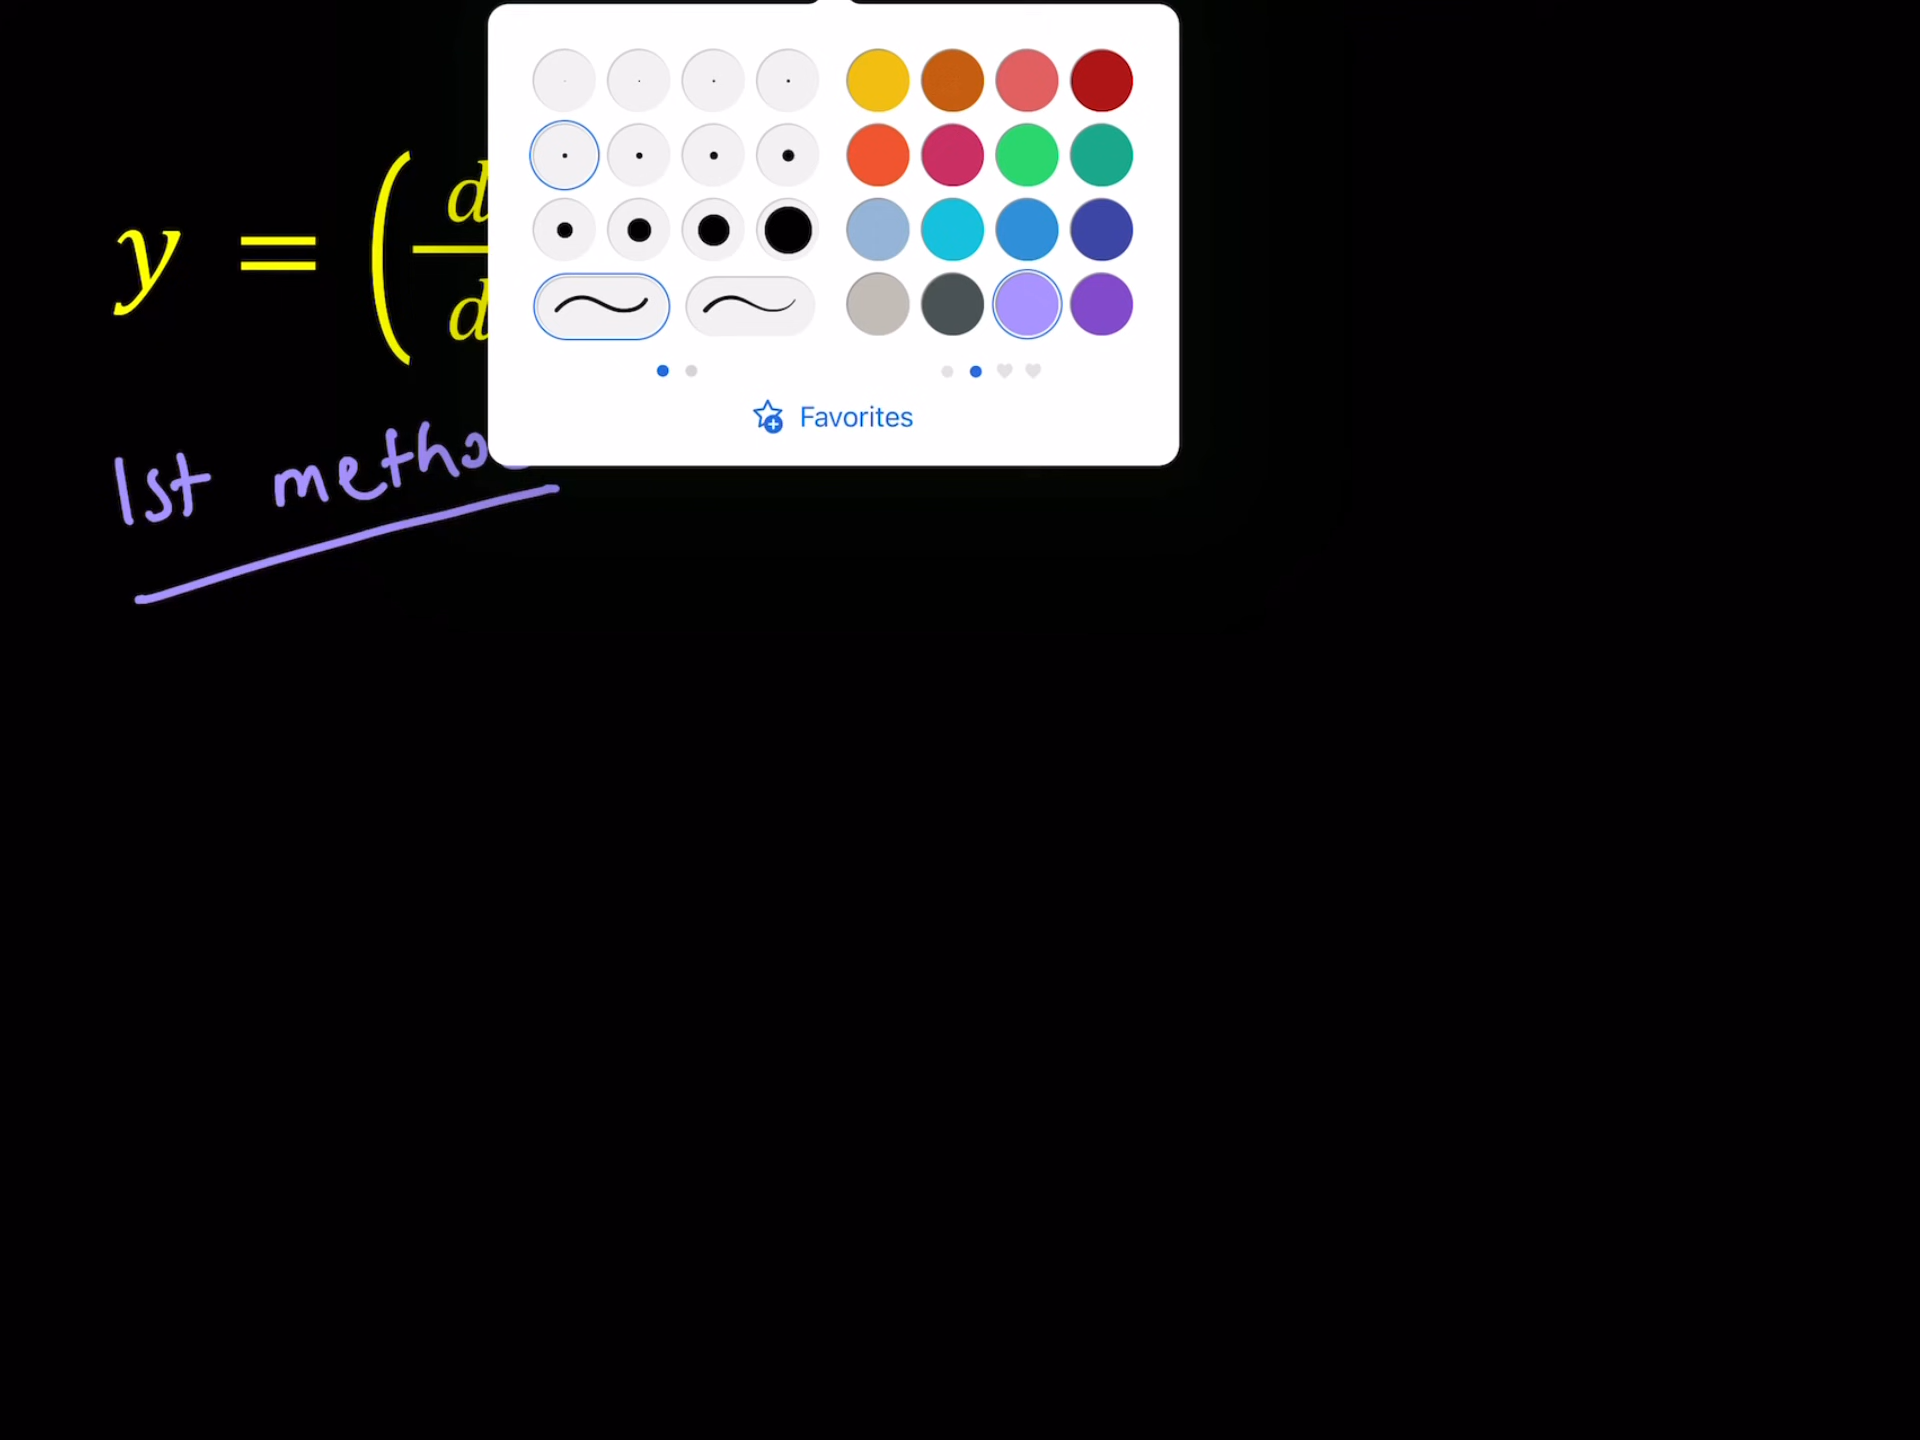 y = ( d
d
Favorites
1st metho